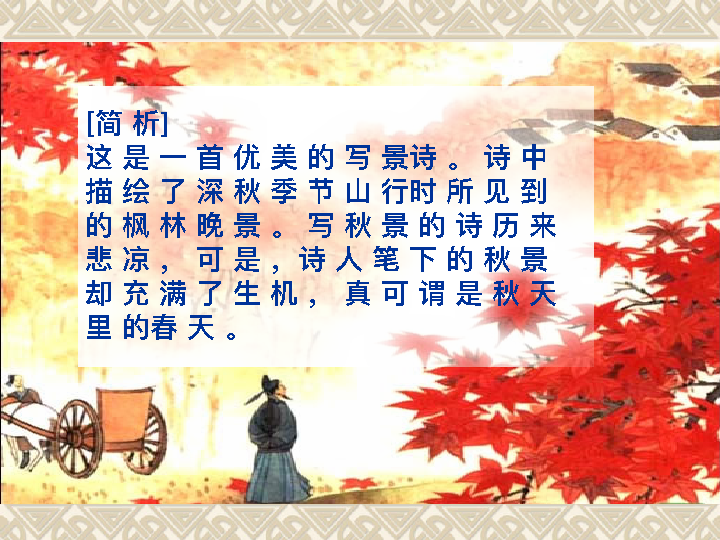 [简 析]
这 是 一 首 优 美 的 写 景诗 。 诗 中
描 绘 了 深 秋 季 节 山 行时 所 见 到
的 枫 林 晚 景 。 写 秋 景 的 诗 历 来
悲 凉 ， 可 是 ，诗 人 笔 下 的 秋 景
却 充 满 了 生 机 ， 真 可 谓 是 秋 天
里 的春 天 。